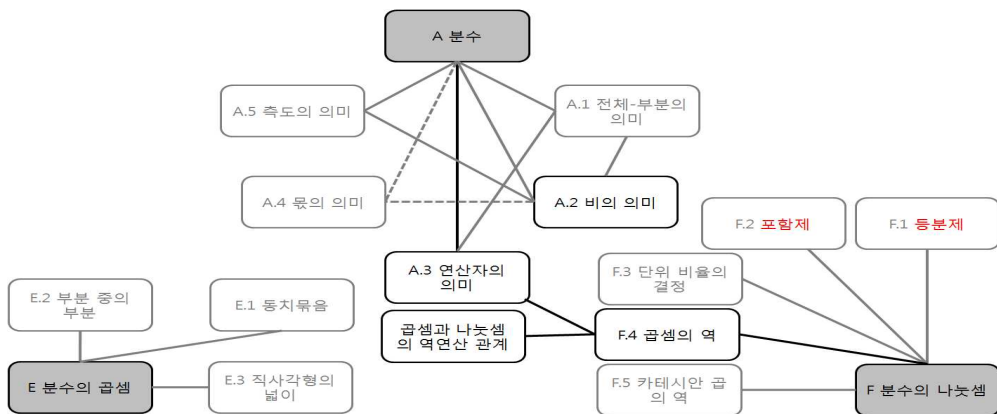 A 분수
A.5 측도의 의미
A.1 전체-부분의
의미
A.4 몫의 의미
A.2 비의 의미
F.2 포함제
F.1 등분제
A.3 연산자의
의미
F.3 단위 비율의
결정
E.2 부분 중의
부분
E.1 동치묶음
곱셈과 나눗셈
의 역연산 관계
F.4 곱셈의 역
E 분수의 곱셈
E.3 직사각형의
넓이
F.5 카테시안 곱
의 역
F 분수의 나눗셈